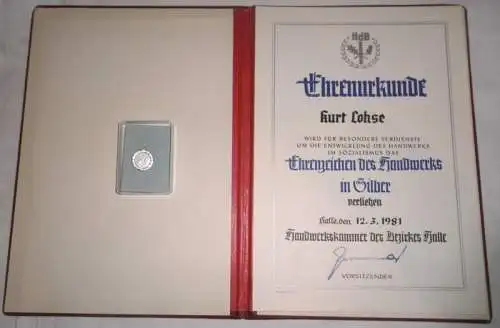 HdB
Ehrenurkunde
Kurt Lohse
WIRD FÜR BESONDERE VERDIENSTE
UM DIE ENTWICKLUNG DES HANDWERKS
IM SOZIALISMUS DAS
Ehrenzeichen des Handwerks
in Silber
verliehen
Halle, den 12. 3. 1981
Handwerkskammer des Bezirkes Halle
VORSITZENDER